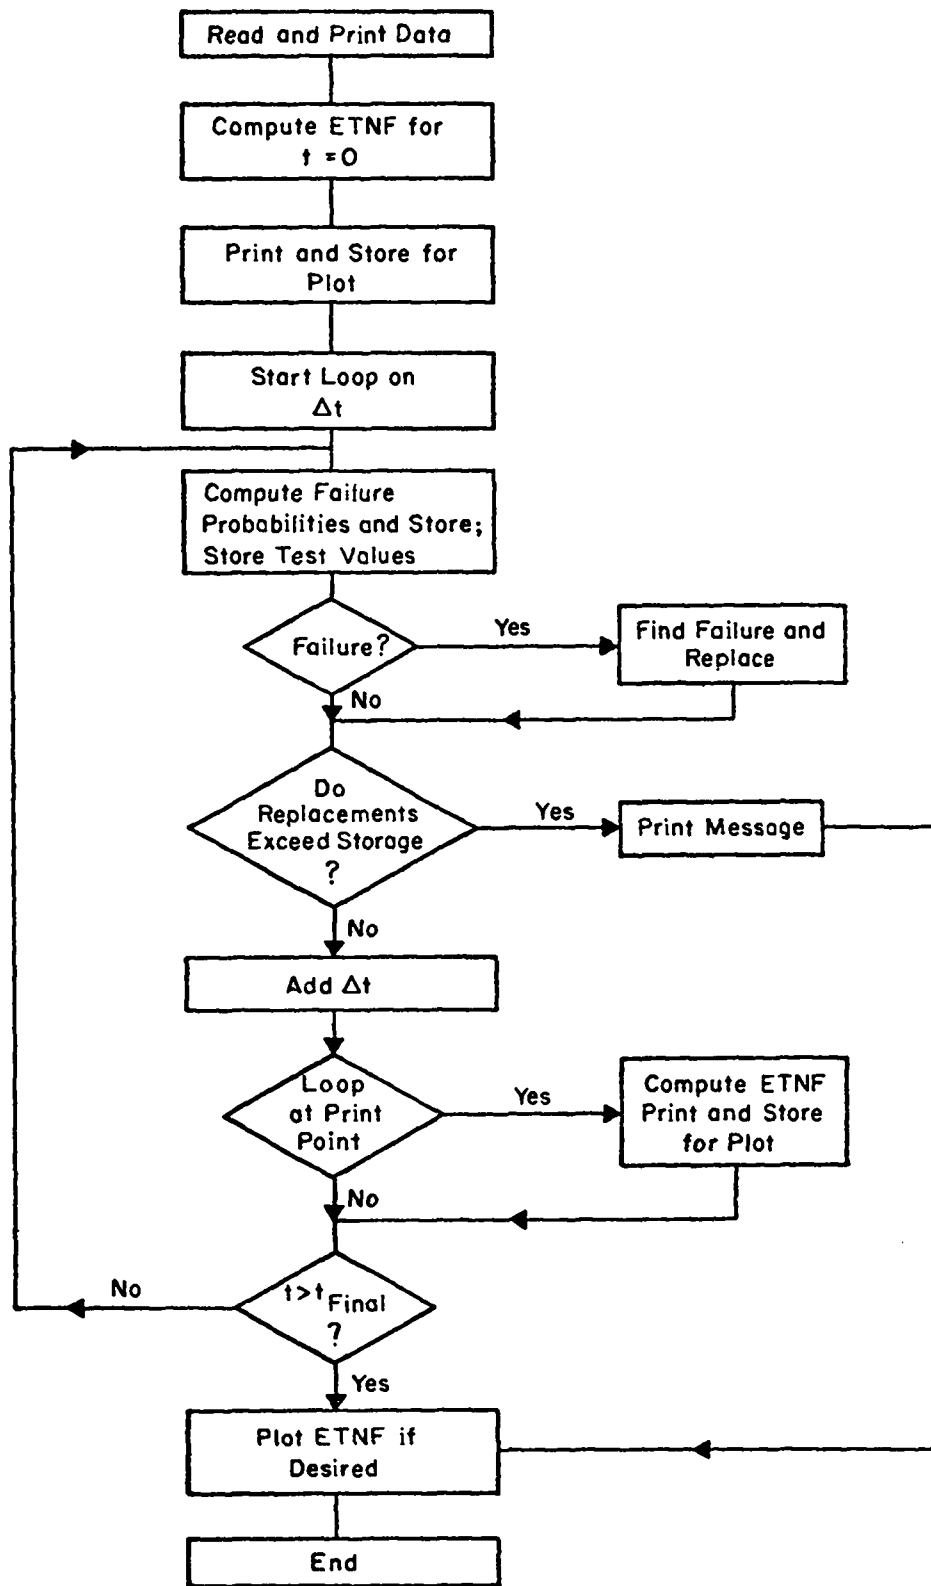 Read and Print Data
Compute ETNF for
t = 0
Print and Store for
Plot
Start Loop on
Δt
Compute Failure
Probabilities and Store;
Store Test Values
Failure?
Yes
Find Failure and
Replace
No
Do
Replacements
Exceed Storage
?
Yes
Print Message
No
Add Δt
Loop
at Print
Point
Yes
Compute ETNF
Print and Store
for Plot
No
t>t Final
?
No
Yes
Plot ETNF if
Desired
End